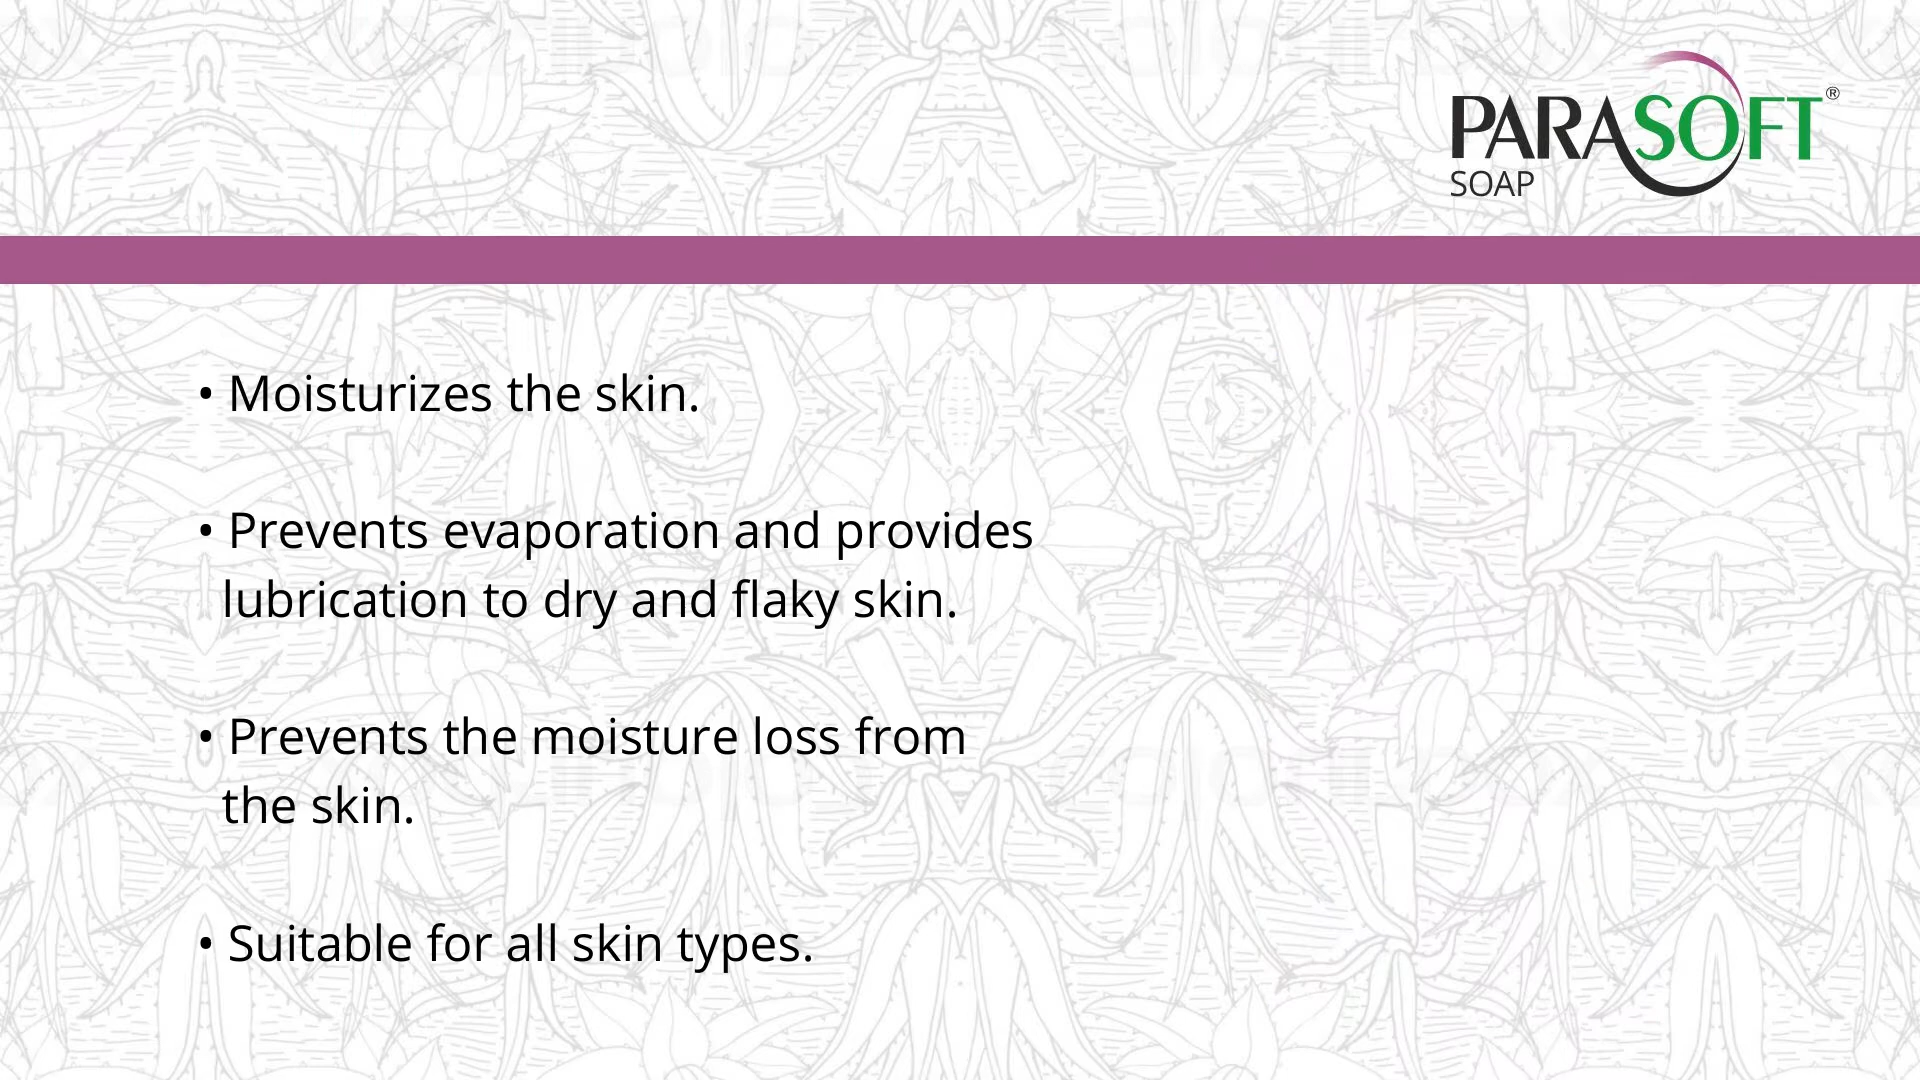 PARASOFT®
SOAP
• Moisturizes the skin.
• Prevents evaporation and provides
lubrication to dry and flaky skin.
• Prevents the moisture loss from
the skin.
• Suitable for all skin types.